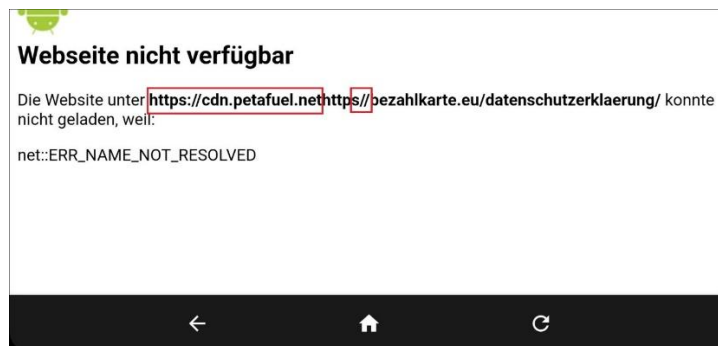 Webseite nicht verfügbar
Die Website unter https://cdn.petafuel.nethttps//bezahlkarte.eu/datenschutzerklaerung/ konnte
nicht geladen, weil:
net::ERR_NAME_NOT_RESOLVED